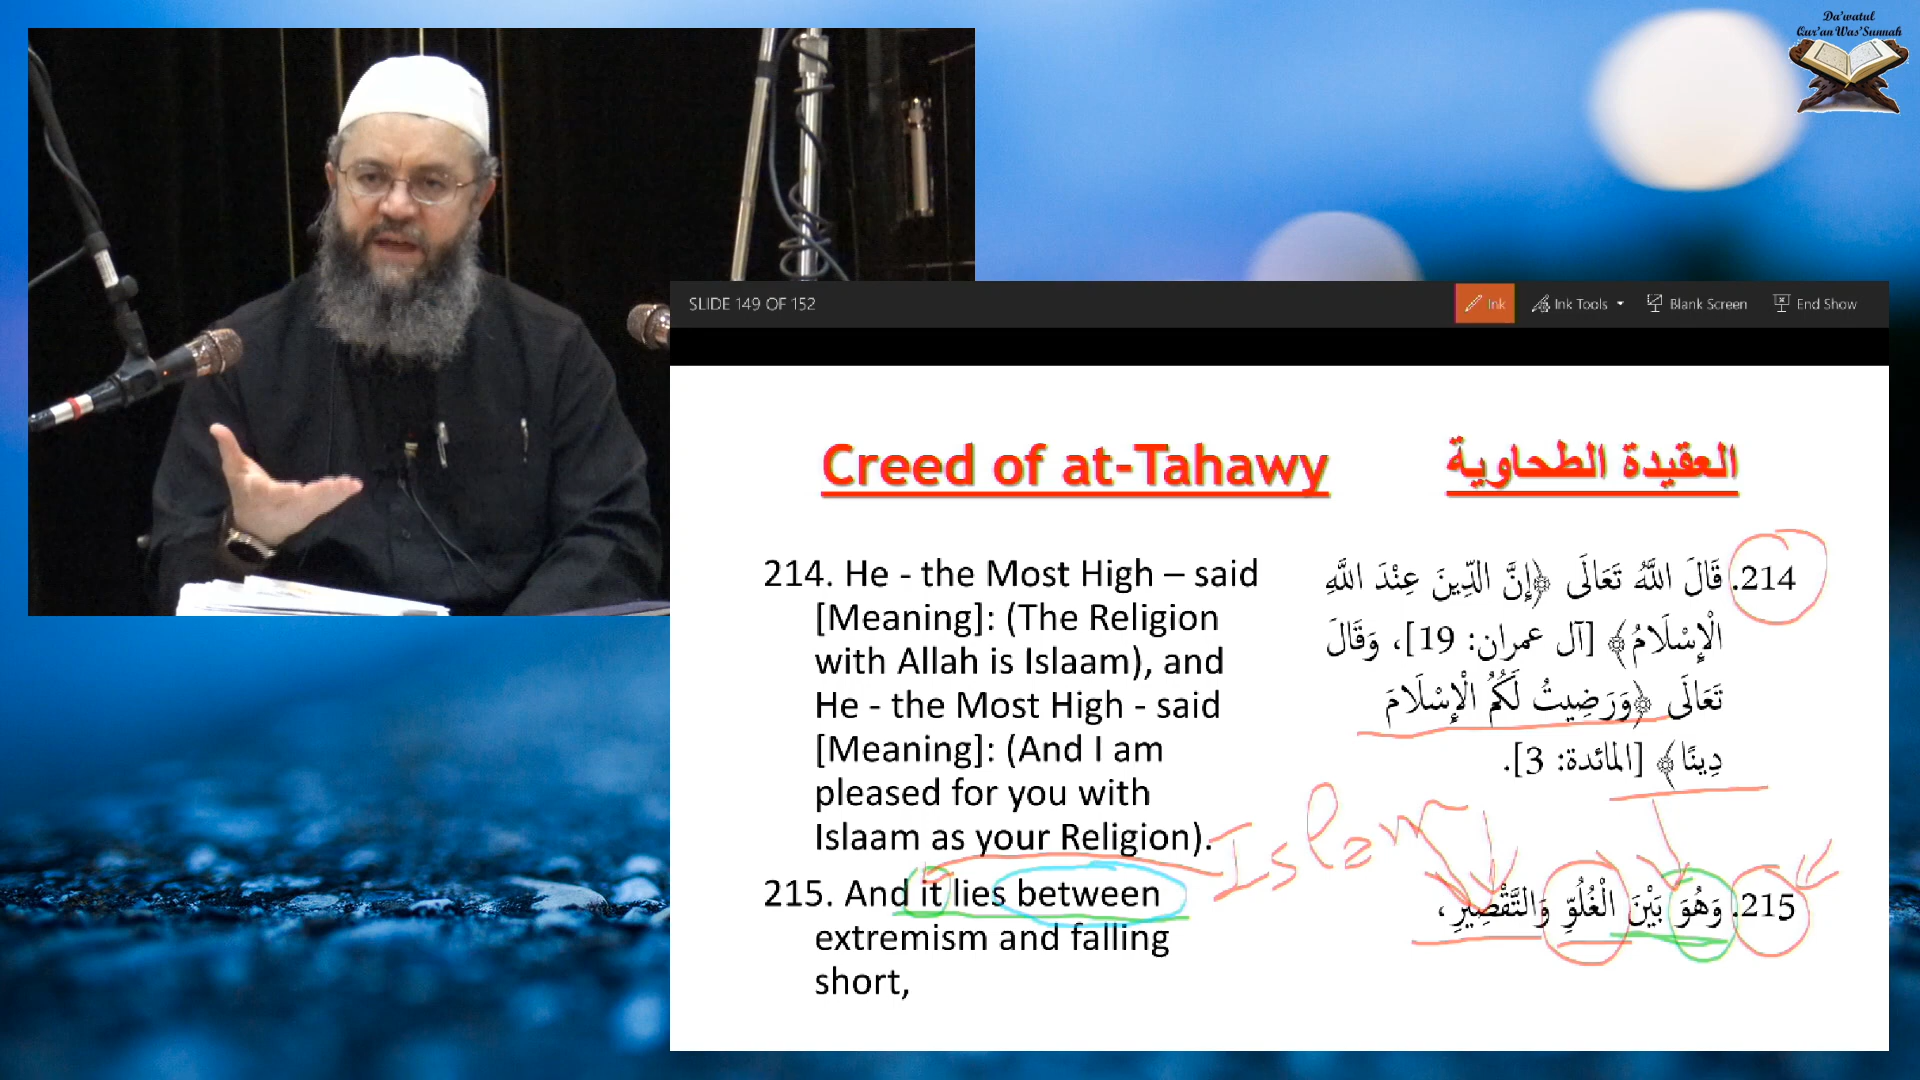 Da'watul
Qur'an Was'Sunnah
SLIDE 149 OF 152
Ink
Ink Tools
Blank Screen
End Show
Creed of at-Tahawy
العقيدة الطحاوية
214. He - the Most High – said
[Meaning]: (The Religion
with Allah is Islaam), and
He - the Most High - said
[Meaning]: (And I am
pleased for you with
Islaam as your Religion).
215. And it lies between
extremism and falling
short,
214. قَالَ اللَّهُ تَعَالَى ﴿إِنَّ الدِّينَ عِنْدَ اللَّهِ
الْإِسْلَامُ﴾ [آل عمران: 19]، وَقَالَ
تَعَالَى ﴿وَرَضِيتُ لَكُمُ الْإِسْلَامَ
دِينًا﴾ [المائدة: 3].
Islam
215. وَهُوَ بَيْنَ الْغُلُوِّ وَالتَّقْصِيرِ،